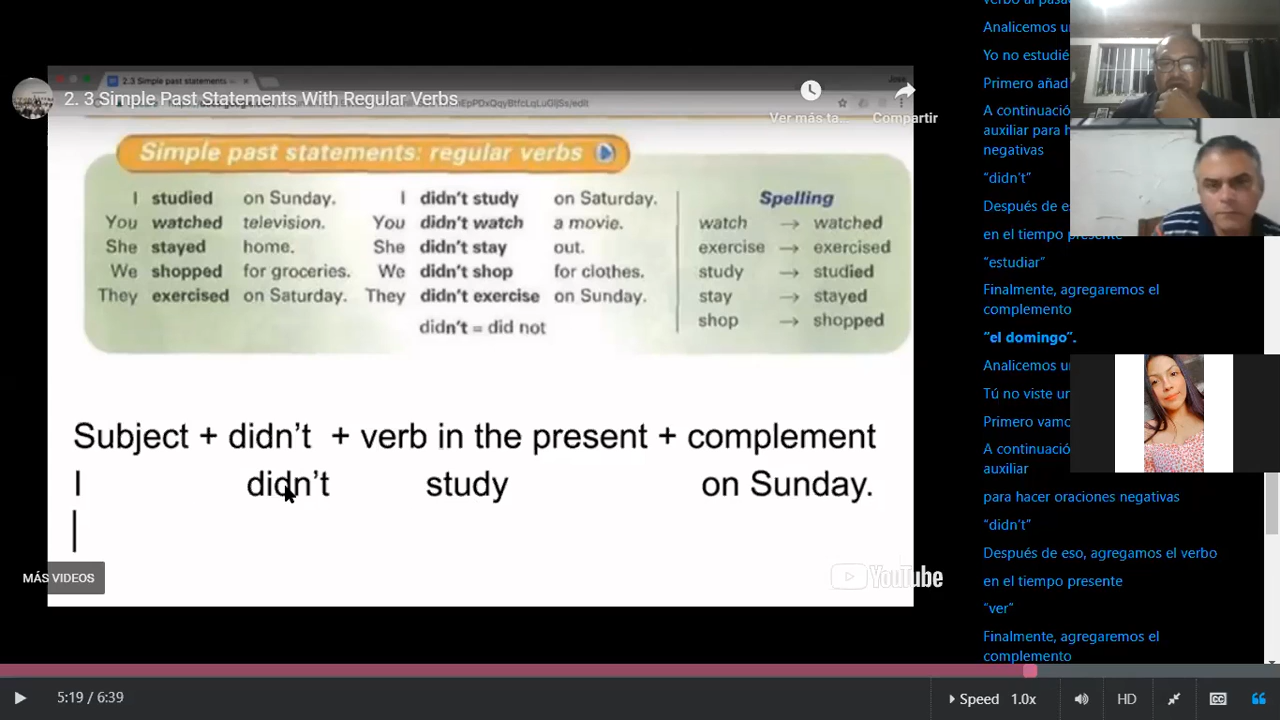 2.3 Simple past statements
2. 3 Simple Past Statements With Regular Verbs
Ver más ta...
Compartir
Simple past statements: regular verbs
I studied on Sunday. I didn't study on Saturday. Spelling
You watched television. You didn't watch a movie. watch → watched
She stayed home. She didn't stay out. exercise → exercised
We shopped for groceries. We didn't shop for clothes. study → studied
They exercised on Saturday. They didn't exercise on Sunday. stay → stayed
didn't = did not shop → shopped
Subject + didn't + verb in the present + complement
I didn't study on Sunday.
MÁS VIDEOS
YouTube
Analicemos
Yo no estudié
Primero añad
A continuació
auxiliar para
negativas
“didn’t”
Después de
en el tiempo presente
“estudiar”
Finalmente, agregaremos el
complemento
“el domingo”.
Analicemos
Tú no viste
Primero vamo
A continuació
auxiliar
para hacer oraciones negativas
“didn’t”
Después de eso, agregamos el verbo
en el tiempo presente
“ver”
Finalmente, agregaremos el
complemento
5:19 / 6:39
Speed 1.0x
HD
CC